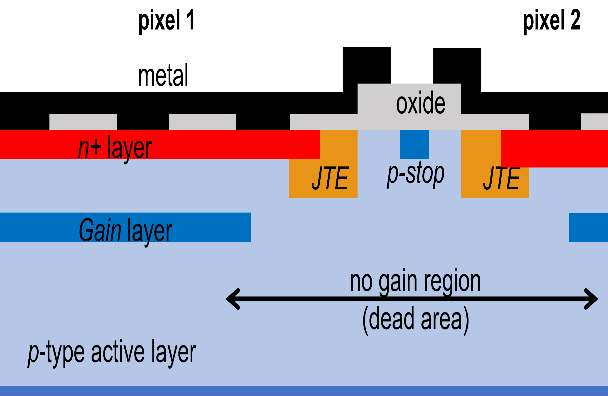 pixel 1
pixel 2
metal
oxide
n+ layer
JTE
p-stop
JTE
Gain layer
no gain region
(dead area)
p-type active layer